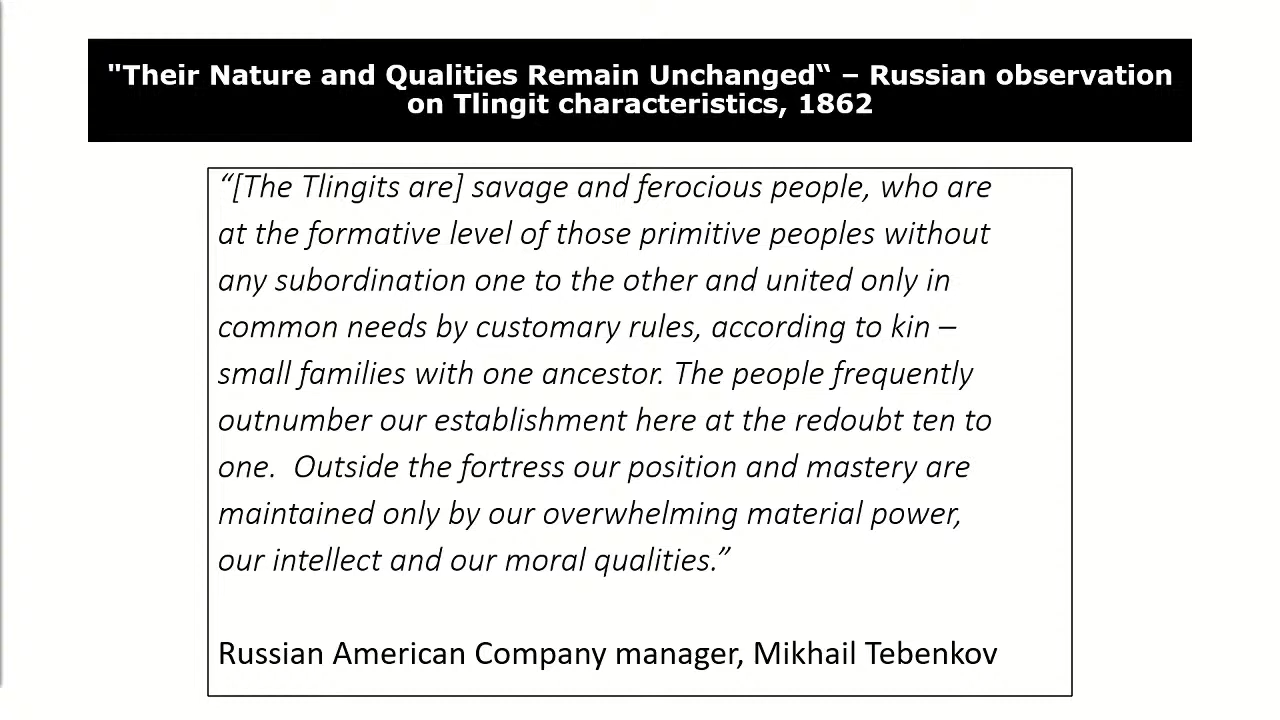 "Their Nature and Qualities Remain Unchanged“ – Russian observation
on Tlingit characteristics, 1862
“[The Tlingits are] savage and ferocious people, who are
at the formative level of those primitive peoples without
any subordination one to the other and united only in
common needs by customary rules, according to kin –
small families with one ancestor. The people frequently
outnumber our establishment here at the redoubt ten to
one.  Outside the fortress our position and mastery are
maintained only by our overwhelming material power,
our intellect and our moral qualities.”
Russian American Company manager, Mikhail Tebenkov